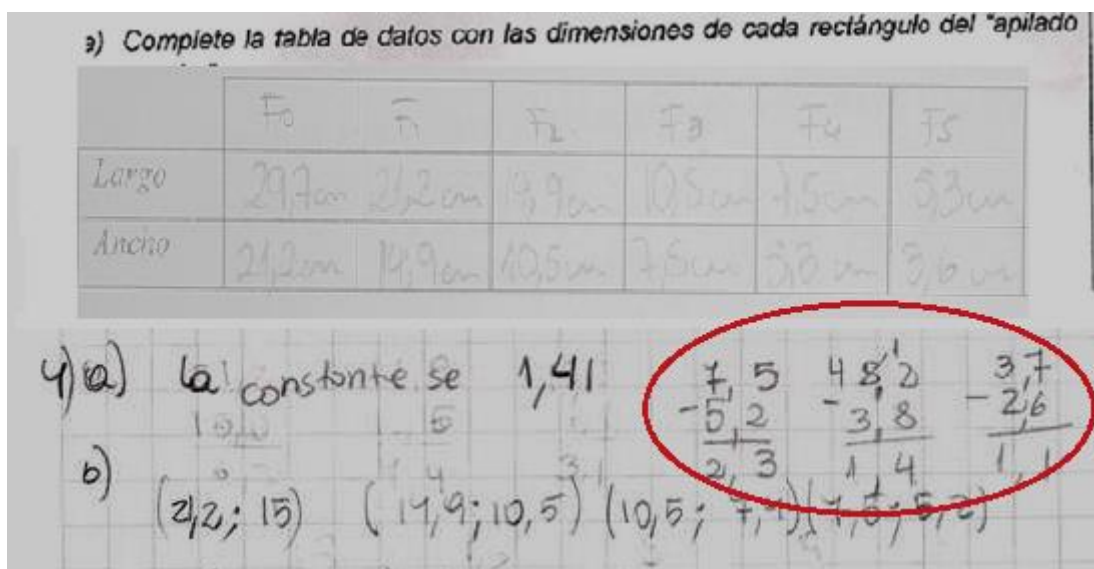 a) Complete la tabla de datos con las dimensiones de cada rectángulo del "apilado
F0 F1 F2 F3 F4 F5
Largo 29,7cm 21,2cm 14,9cm 10,5cm 7,5cm 5,3cm
Ancho 21,2cm 14,9cm 10,5cm 7,5cm 5,3cm 3,6cm
4) a) la constante se 1,41
7,5 4 8,2 3,7
- 5,2 - 3,8 - 2,6
2,3 1,4 1,1
b) (21,2; 15) (14,9; 10,5) (10,5; 7,4) (7,5; 5,2)